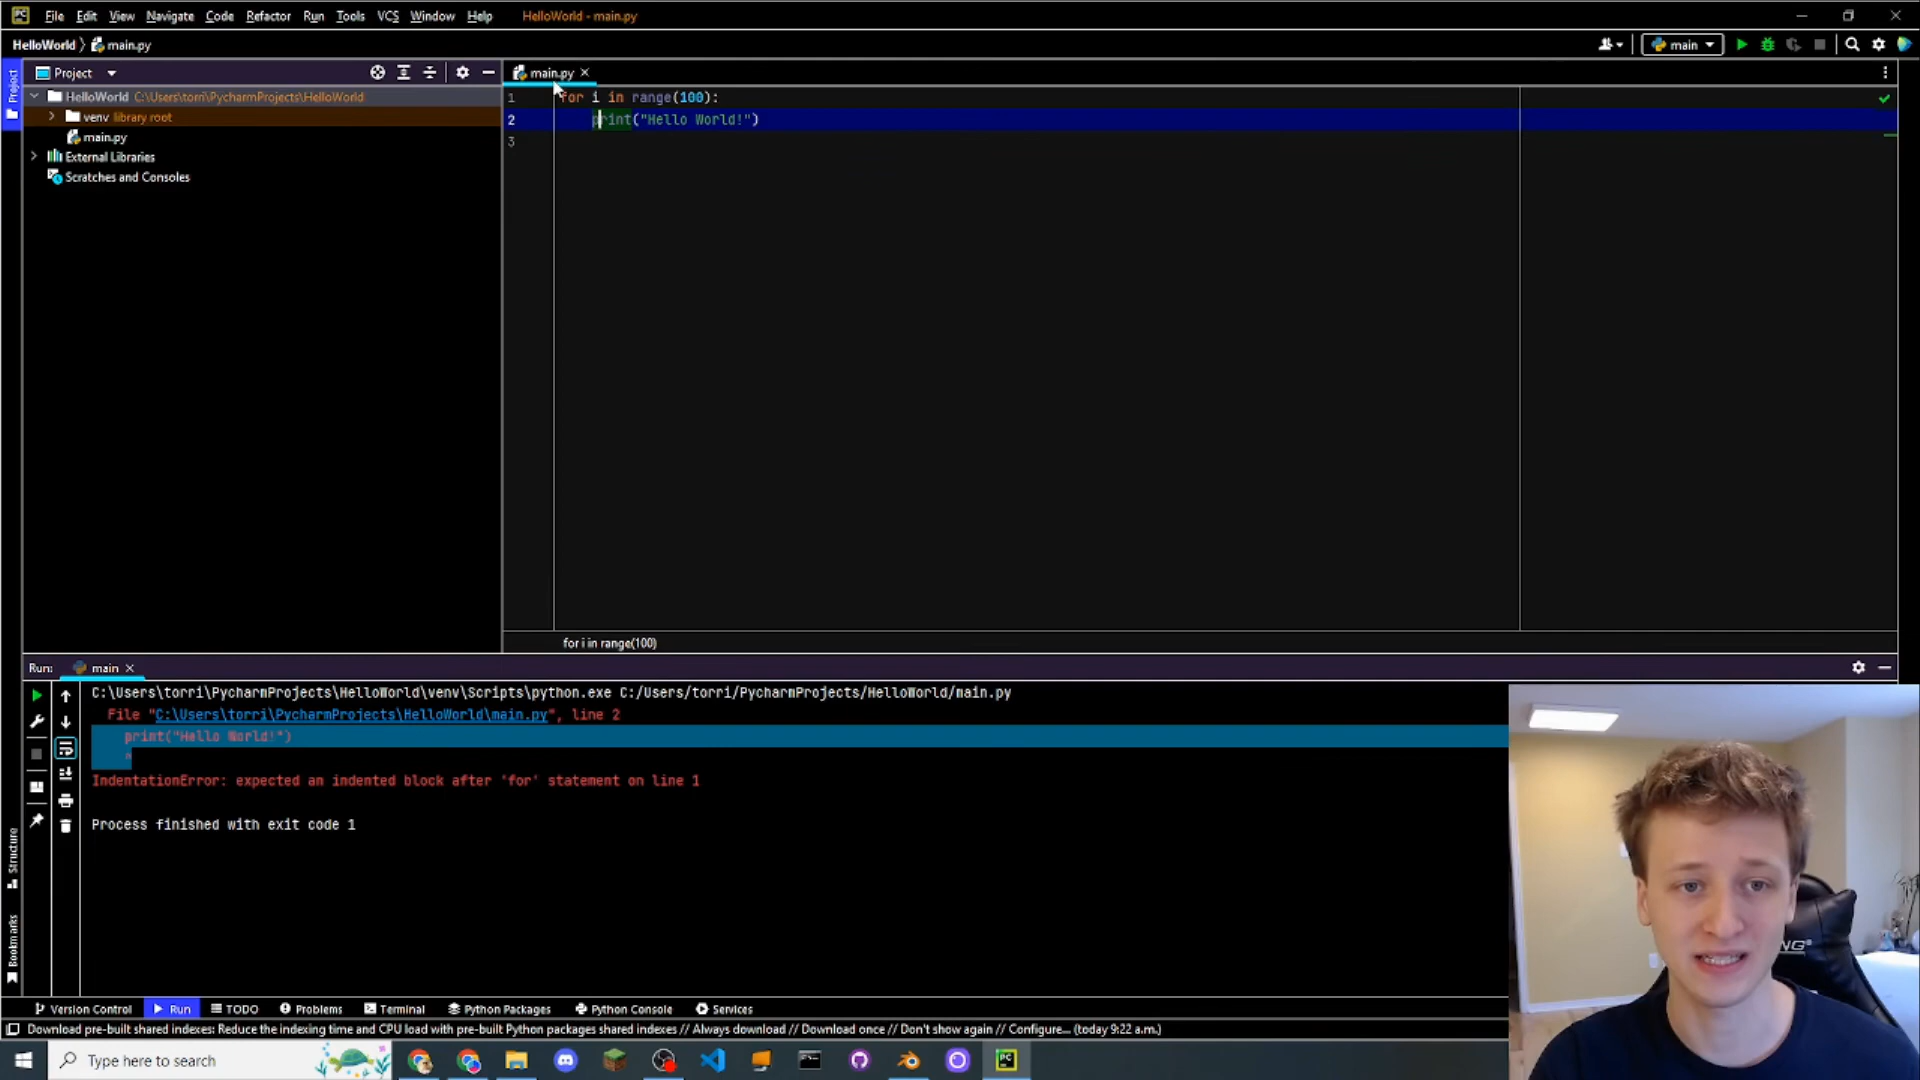 PC File Edit View Navigate Code Refactor Run Tools VCS Window Help HelloWorld - main.py
HelloWorld main.py main
Project
Project main.py
HelloWorld C:\Users\torri\PycharmProjects\HelloWorld
venv library root
main.py
External Libraries
Scratches and Consoles
1 for i in range(100):
2 print("Hello World!")
3
for i in range(100)
Run: main
C:\Users\torri\PycharmProjects\HelloWorld\venv\Scripts\python.exe C:/Users/torri/PycharmProjects/HelloWorld/main.py
File "C:\Users\torri\PycharmProjects\HelloWorld\main.py", line 2
print("Hello World!")
^
IndentationError: expected an indented block after 'for' statement on line 1
Process finished with exit code 1
Structure
Bookmarks
Version Control Run TODO Problems Terminal Python Packages Python Console Services
Download pre-built shared indexes: Reduce the indexing time and CPU load with pre-built Python packages shared indexes // Always download // Download once // Don't show again // Configure... (today 9:22 a.m.)
Type here to search PC